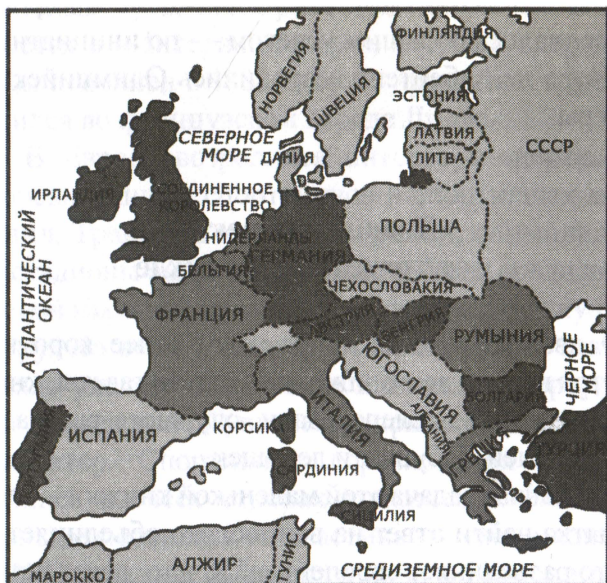 ФИНЛЯНДИЯ
НОРВЕГИЯ
ШВЕЦИЯ
ЭСТОНИЯ
СЕВЕРНОЕ
МОРЕ
ЛАТВИЯ
СССР
ДАНИЯ
ЛИТВА
ИРЛАНДИЯ
СОЕДИНЕННОЕ
КОРОЛЕВСТВО
ПОЛЬША
НИДЕРЛАНДЫ
ГЕРМАНИЯ
БЕЛЬГИЯ
АТЛАНТИЧЕСКИЙ
ОКЕАН
ЧЕХОСЛОВАКИЯ
ФРАНЦИЯ
АВСТРИЯ
ВЕНГРИЯ
РУМЫНИЯ
ЧЕРНОЕ
МОРЕ
ЮГОСЛАВИЯ
БОЛГАРИЯ
ИТАЛИЯ
АЛБАНИЯ
ИСПАНИЯ
КОРСИКА
ГРЕЦИЯ
ТУРЦИЯ
САРДИНИЯ
СИЦИЛИЯ
МАРОККО
АЛЖИР
ТУНИС
СРЕДИЗЕМНОЕ МОРЕ